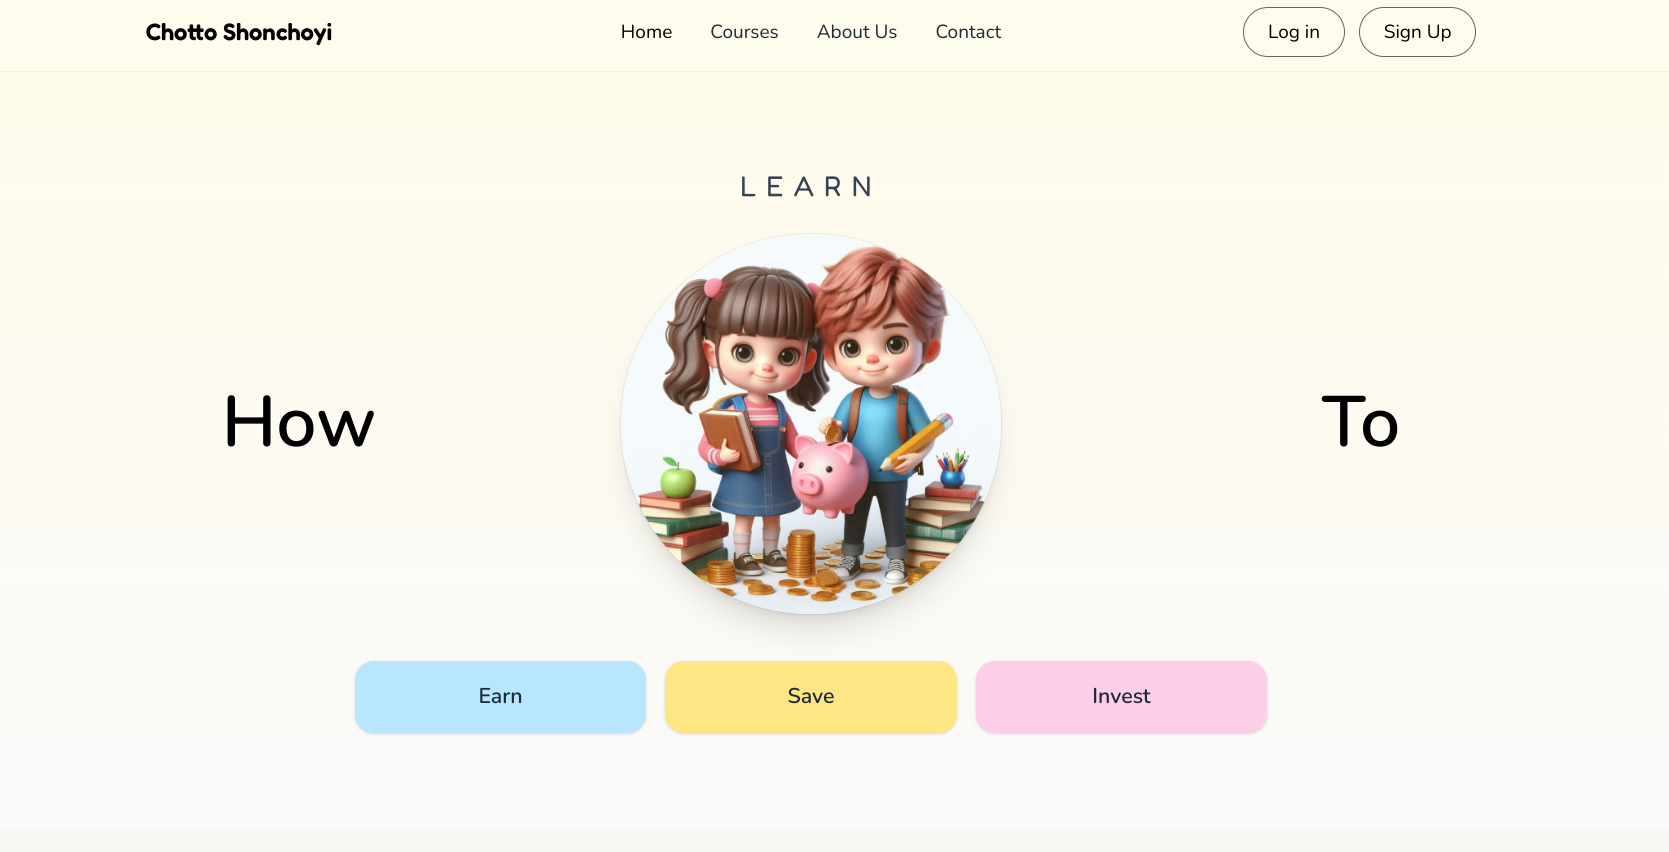 Chotto Shonchoyi
Home Courses About Us Contact
Log in Sign Up
LEARN
How To
Earn Save Invest